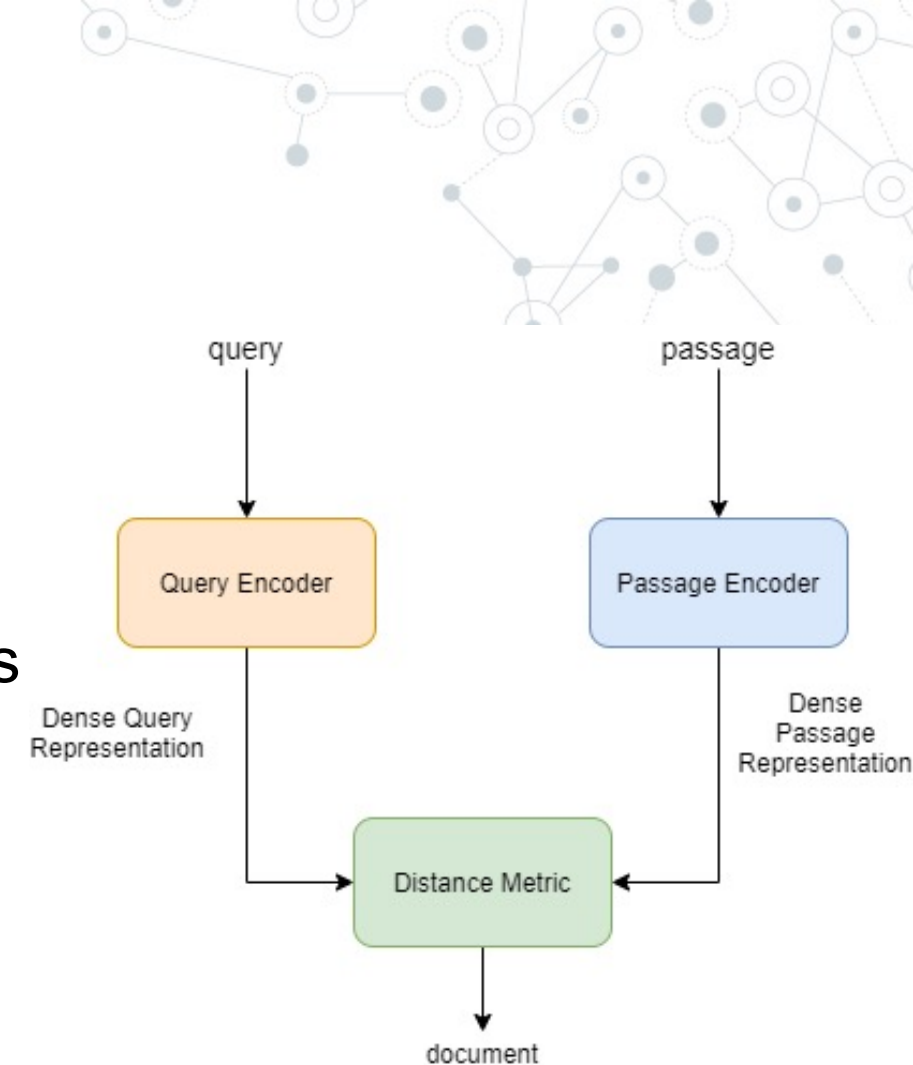 query
passage
Query Encoder
Passage Encoder
s
Dense Query
Representation
Dense
Passage
Representation
Distance Metric
document